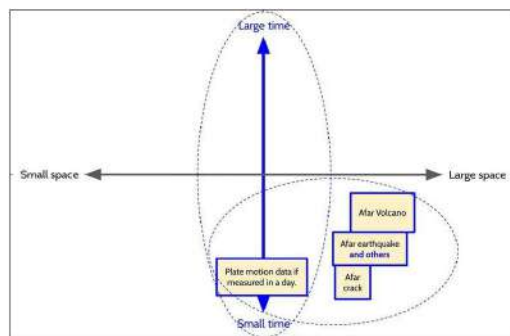 Large time
Small space
Large space
Afar Volcano
Afar earthquake
and others
Plate motion data if
measured in a day.
Afar
crack
Small time